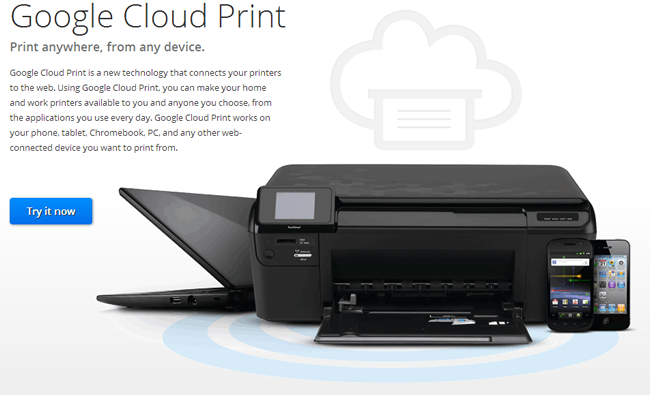 Google Cloud Print
Print anywhere, from any device.
Google Cloud Print is a new technology that connects your printers
to the web. Using Google Cloud Print, you can make your home
and work printers available to you and anyone you choose, from
the applications you use every day. Google Cloud Print works on
your phone, tablet, Chromebook, PC, and any other web-
connected device you want to print from.
Try it now